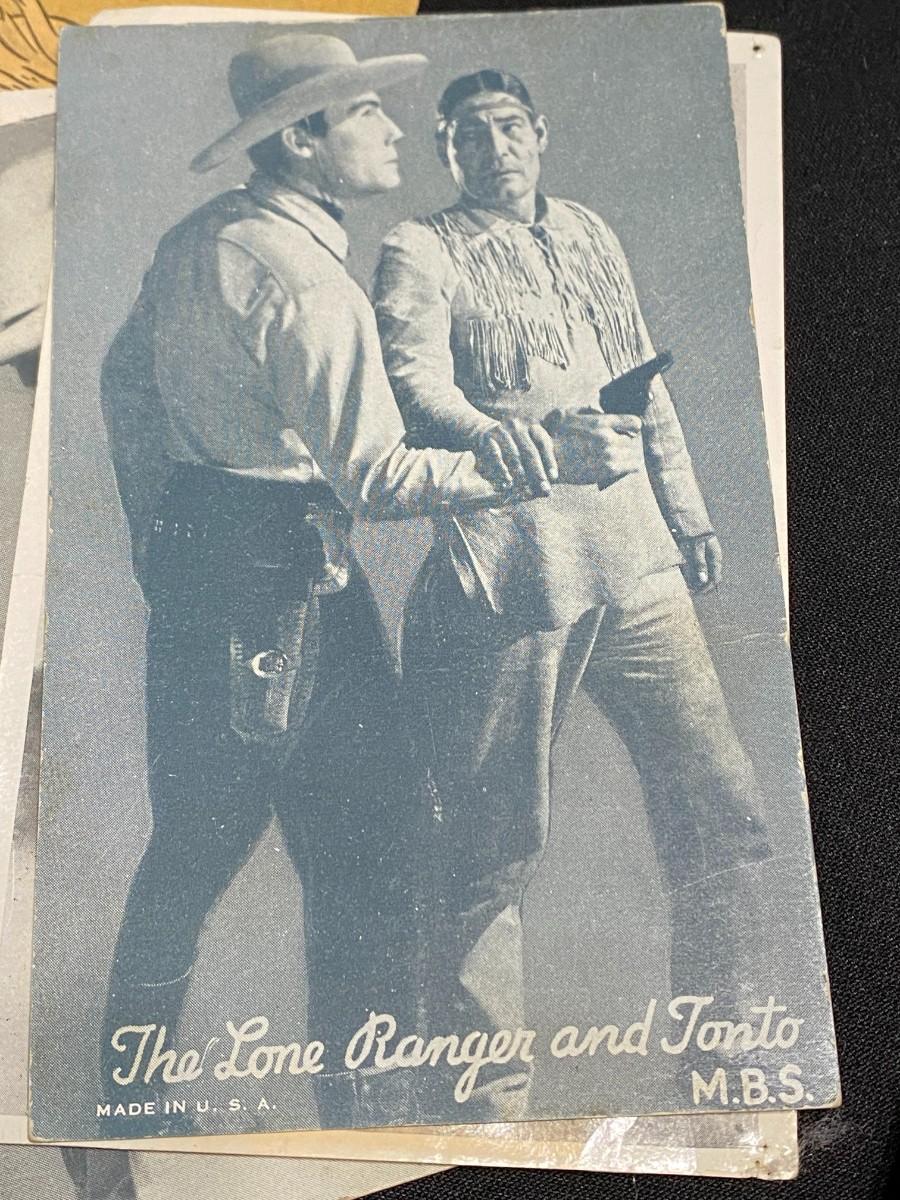 The Lone Ranger and Tonto
M.B.S.
MADE IN U. S. A.